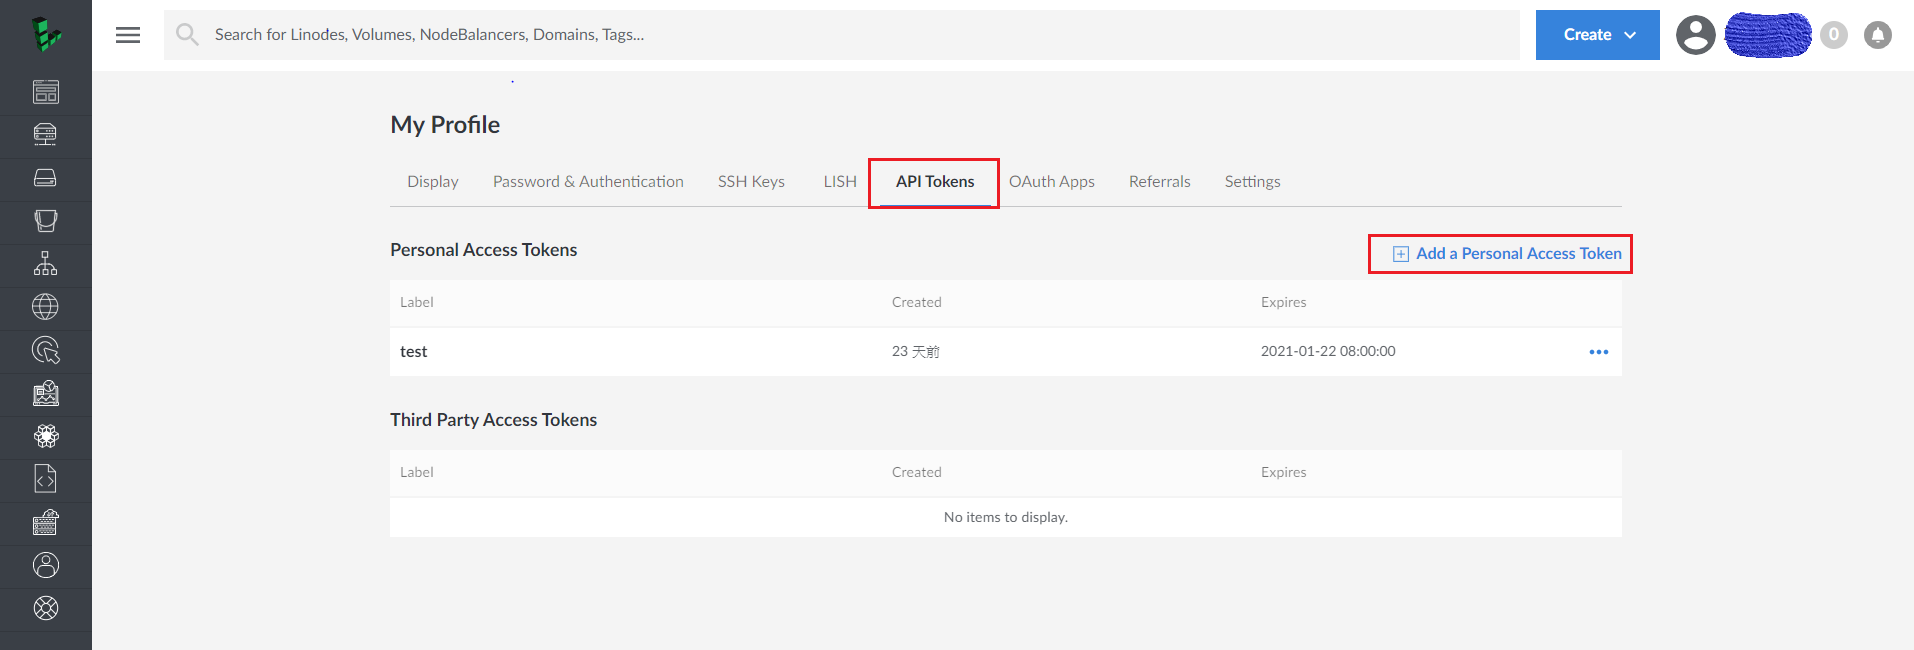 Search for Linodes, Volumes, NodeBalancers, Domains, Tags...
Create
0
My Profile
Display Password & Authentication SSH Keys LISH API Tokens OAuth Apps Referrals Settings
Personal Access Tokens
Add a Personal Access Token
Label Created Expires
test 23 天前 2021-01-22 08:00:00
Third Party Access Tokens
Label Created Expires
No items to display.